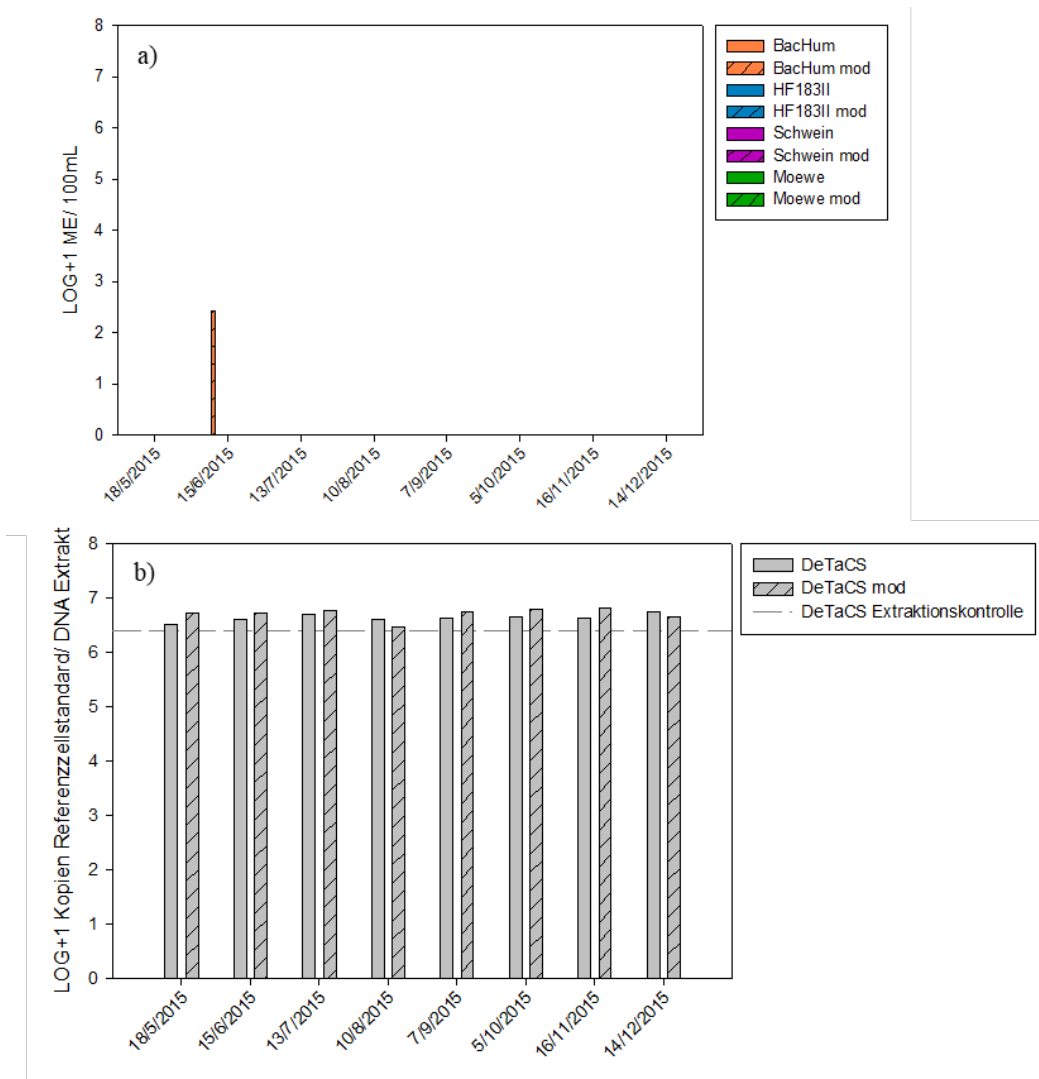 a)
LOG+1 ME/ 100mL
8
7
6
5
4
3
2
1
0
18/5/2015
15/6/2015
13/7/2015
10/8/2015
7/9/2015
5/10/2015
16/11/2015
14/12/2015
BacHum
BacHum mod
HF183II
HF183II mod
Schwein
Schwein mod
Moewe
Moewe mod
b)
LOG+1 Kopien Referenzzellstandard/ DNA Extrakt
8
7
6
5
4
3
2
1
0
18/5/2015
15/6/2015
13/7/2015
10/8/2015
7/9/2015
5/10/2015
16/11/2015
14/12/2015
DeTaCS
DeTaCS mod
DeTaCS Extraktionskontrolle